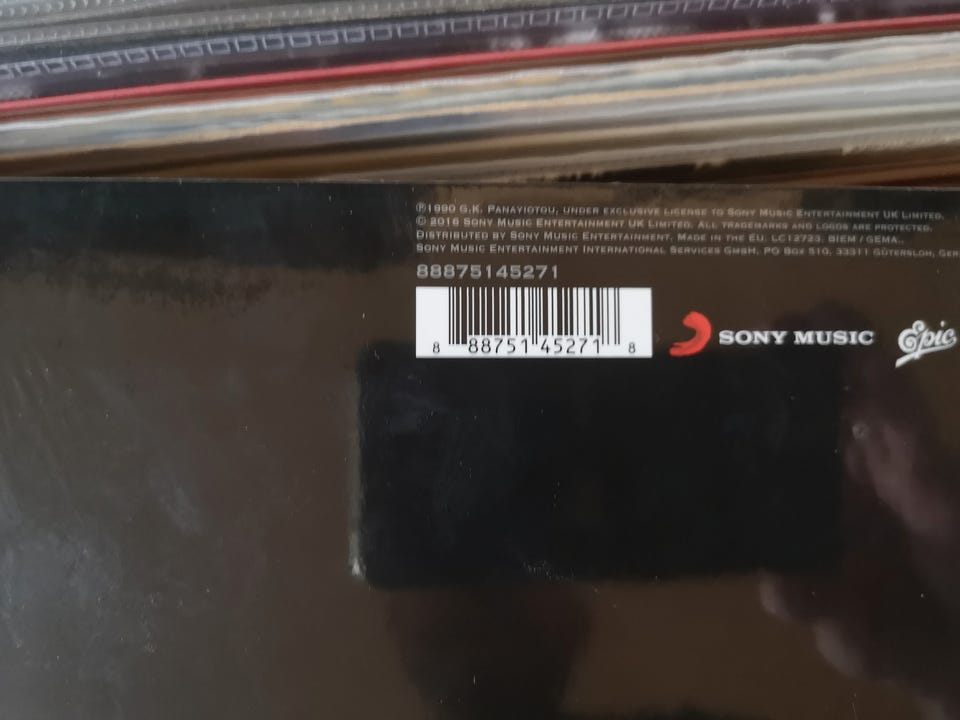 ℗1990 G.K. Panayiotou, under exclusive license to Sony Music Entertainment UK Limited.
© 2016 Sony Music Entertainment UK Limited. All trademarks and logos are protected.
Distributed by Sony Music Entertainment. Made in the EU. LC12723. BIEM / GEMA..
Sony Music Entertainment International Services GmbH, PO Box 510, 33311 Gütersloh, Ger
88875145271
8 88751 45271 8
SONY MUSIC
Epic